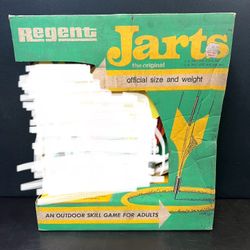 Regent
Jarts
the original
official size and weight
AN OUTDOOR SKILL GAME FOR ADULTS